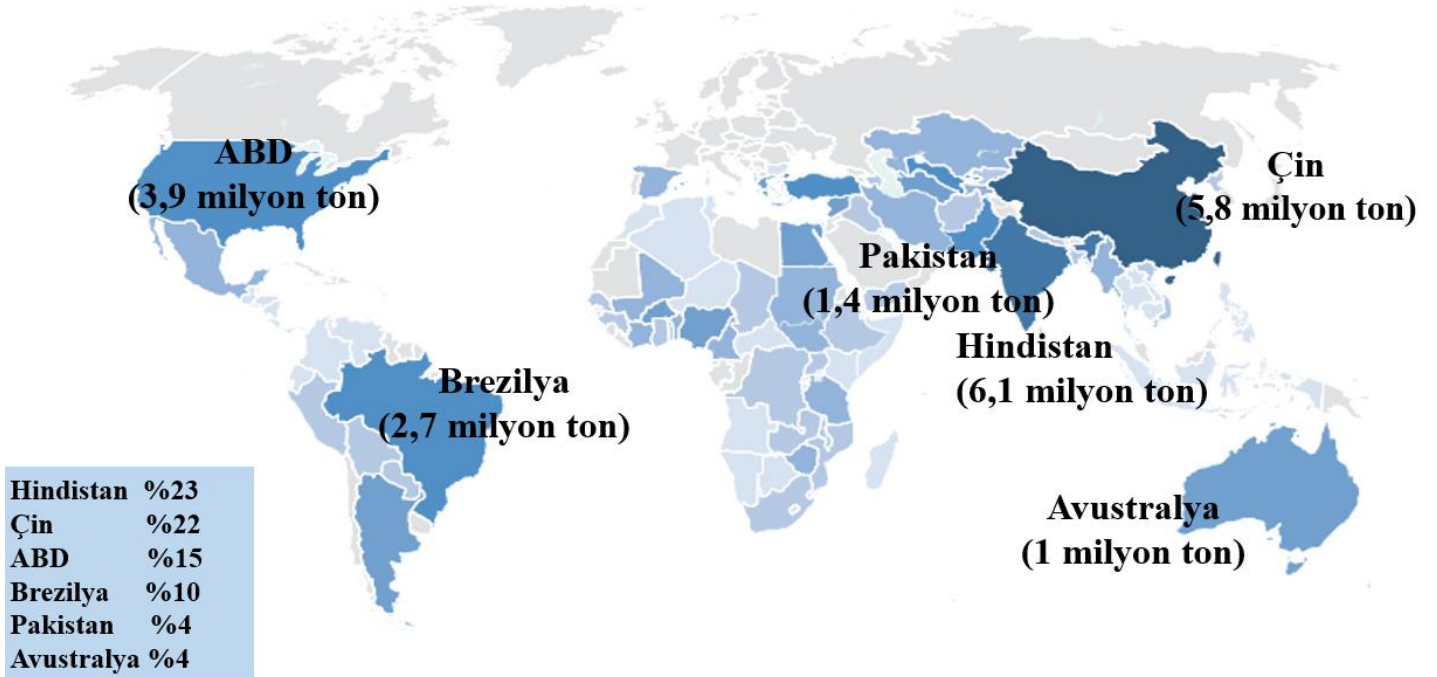 ABD
(3,9 milyon ton)
Çin
(5,8 milyon ton)
Pakistan
(1,4 milyon ton)
Hindistan
(6,1 milyon ton)
Brezilya
(2,7 milyon ton)
Avustralya
(1 milyon ton)
Hindistan %23
Çin %22
ABD %15
Brezilya %10
Pakistan %4
Avustralya %4